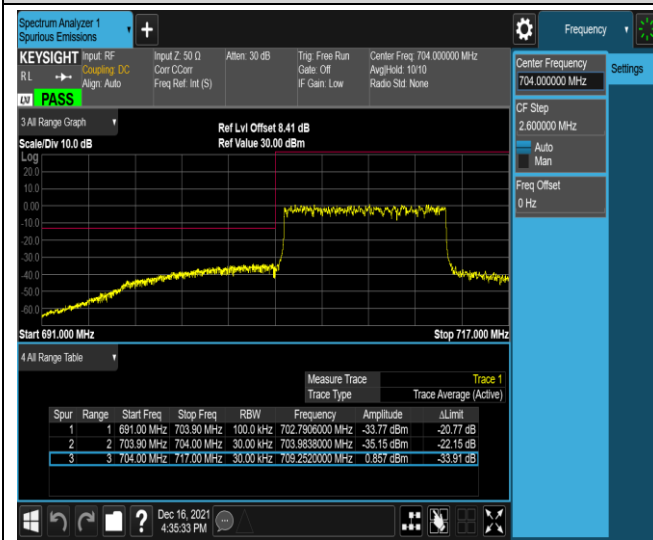 Spectrum Analyzer 1
Spurious Emissions
Frequency
KEYSIGHT Input: RF Input Z: 50 Ω Atten: 30 dB Trig: Free Run Center Freq: 704.000000 MHz
R L Coupling: DC Corr CCorr Gate: Off Avg|Hold: 10/10
Align: Auto Freq Ref: Int (S) IF Gain: Low Radio Std: None
LXI PASS
Center Frequency
704.000000 MHz
Settings
CF Step
2.600000 MHz
Auto
Man
Freq Offset
0 Hz
3 All Range Graph
Ref Lvl Offset 8.41 dB
Scale/Div 10.0 dB Ref Value 30.00 dBm
Log
20.0
10.0
0.00
-10.0
-20.0
-30.0
-40.0
-50.0
-60.0
Start 691.000 MHz Stop 717.000 MHz
4 All Range Table
Measure Trace Trace 1
Trace Type Trace Average (Active)
Spur Range Start Freq Stop Freq RBW Frequency Amplitude ΔLimit
1 1 691.00 MHz 703.90 MHz 100.0 kHz 702.7906000 MHz -33.77 dBm -20.77 dB
2 2 703.90 MHz 704.00 MHz 30.00 kHz 703.9838000 MHz -35.15 dBm -22.15 dB
3 3 704.00 MHz 717.00 MHz 30.00 kHz 709.2520000 MHz 0.857 dBm -33.91 dB
Dec 16, 2021
4:35:33 PM